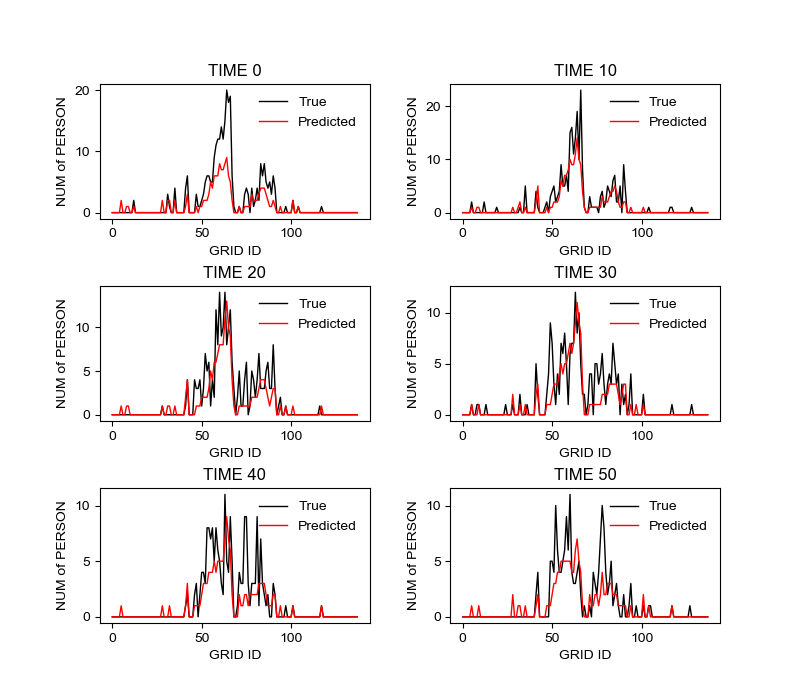 TIME 0
20
10
0
NUM of PERSON
True
Predicted
0 50 100
GRID ID
TIME 10
20
10
0
NUM of PERSON
True
Predicted
0 50 100
GRID ID
TIME 20
10
5
0
NUM of PERSON
True
Predicted
0 50 100
GRID ID
TIME 30
10
5
0
NUM of PERSON
True
Predicted
0 50 100
GRID ID
TIME 40
10
5
0
NUM of PERSON
True
Predicted
0 50 100
GRID ID
TIME 50
10
5
0
NUM of PERSON
True
Predicted
0 50 100
GRID ID